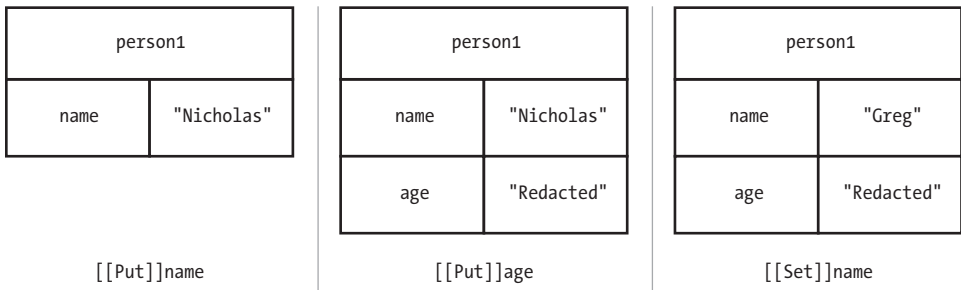 person1
name "Nicholas"
[[Put]]name
person1
name "Nicholas"
age "Redacted"
[[Put]]age
person1
name "Greg"
age "Redacted"
[[Set]]name